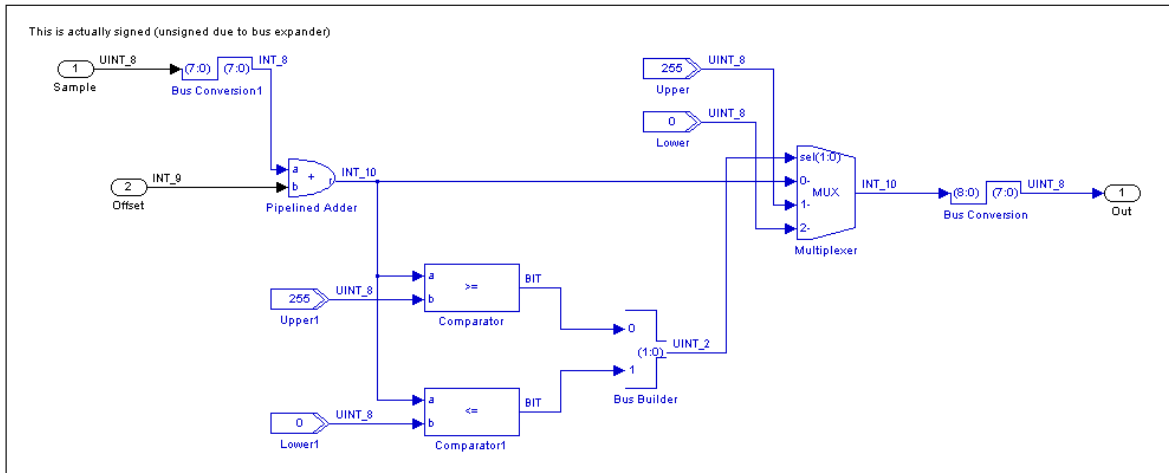 This is actually signed (unsigned due to bus expander)
1
UINT_8
(7:0)
(7:0)
INT_8
Sample
Bus Conversion1
255
UINT_8
Upper
0
UINT_8
Lower
2
INT_9
Offset
a
b
+
r
INT_10
Pipelined Adder
sel(1:0)
0-
1-
2-
MUX
Multiplexer
INT_10
(8:0)
(7:0)
UINT_8
Bus Conversion
1
Out
255
UINT_8
Upper1
a
b
>=
BIT
Comparator
0
1
(1:0)
UINT_2
Bus Builder
0
UINT_8
Lower1
a
b
<=
BIT
Comparator1